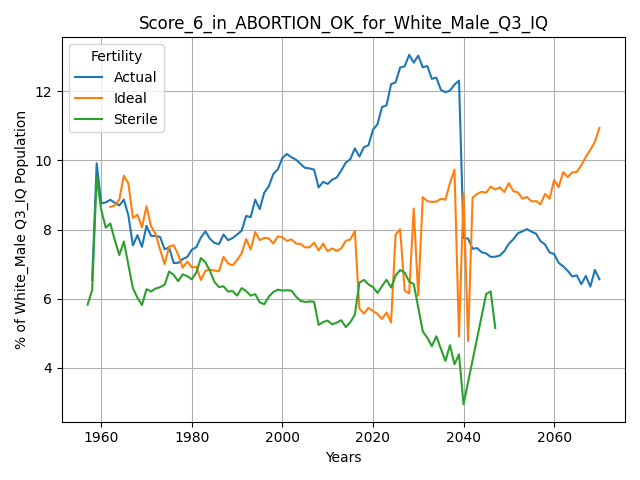 Score_6_in_ABORTION_OK_for_White_Male_Q3_IQ
Fertility
Actual
Ideal
Sterile
% of White_Male Q3_IQ Population
12
10
8
6
4
1960
1980
2000
2020
2040
2060
Years